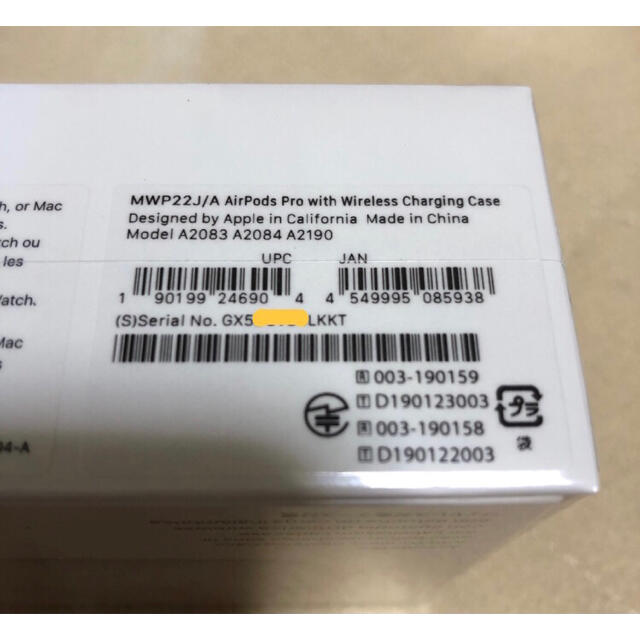 h, or Mac
s.
tch ou
les
Watch.
Mac
s
94-A
MWP22J/A AirPods Pro with Wireless Charging Case
Designed by Apple in California Made in China
Model A2083 A2084 A2190
UPC JAN
1 90199 24690 4 4 549995 085938
(S)Serial No. GX5 LKKT
R 003-190159
T D190123003
R 003-190158
T D190122003
プラ
袋